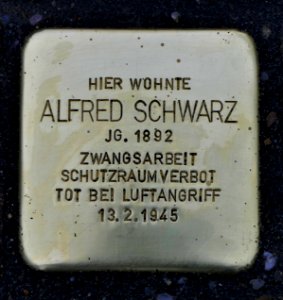 HIER WOHNTE
ALFRED SCHWARZ
JG. 1892
ZWANGSARBEIT
SCHUTZRAUMVERBOT
TOT BEI LUFTANGRIFF
13.2.1945